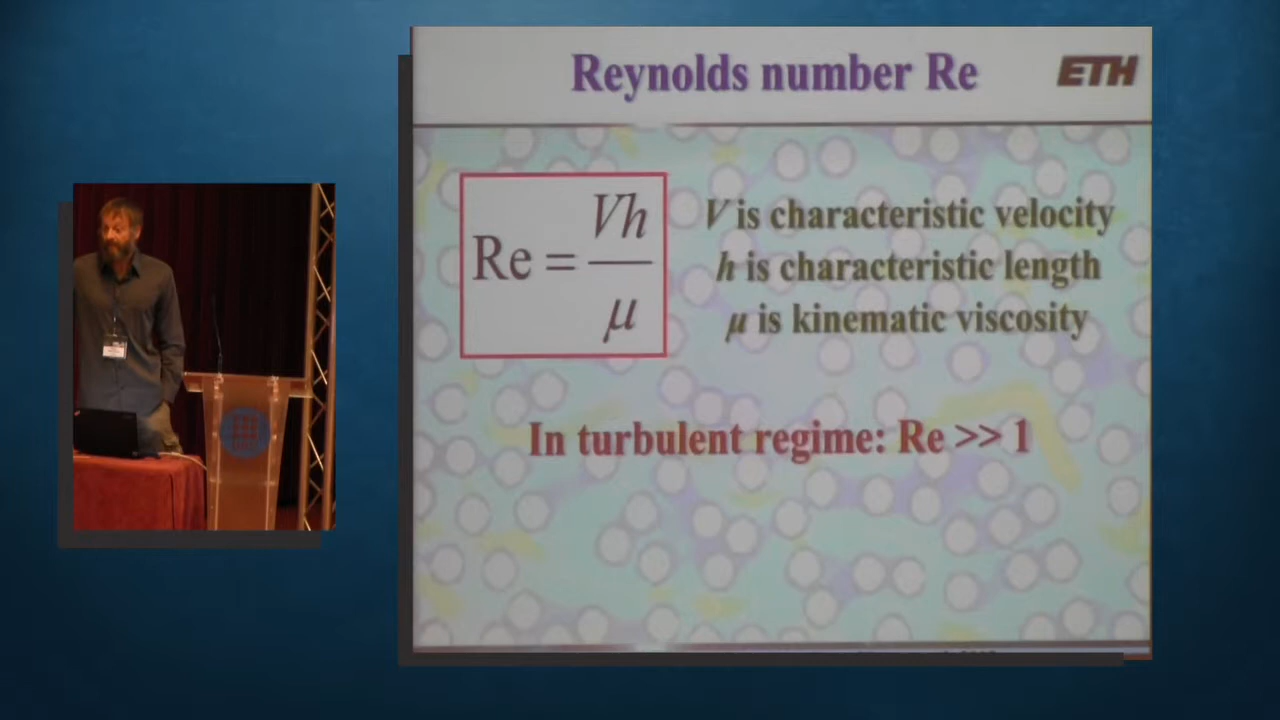 Reynolds number Re
ETH
Re = Vh / μ
V is characteristic velocity
h is characteristic length
μ is kinematic viscosity
In turbulent regime: Re >> 1